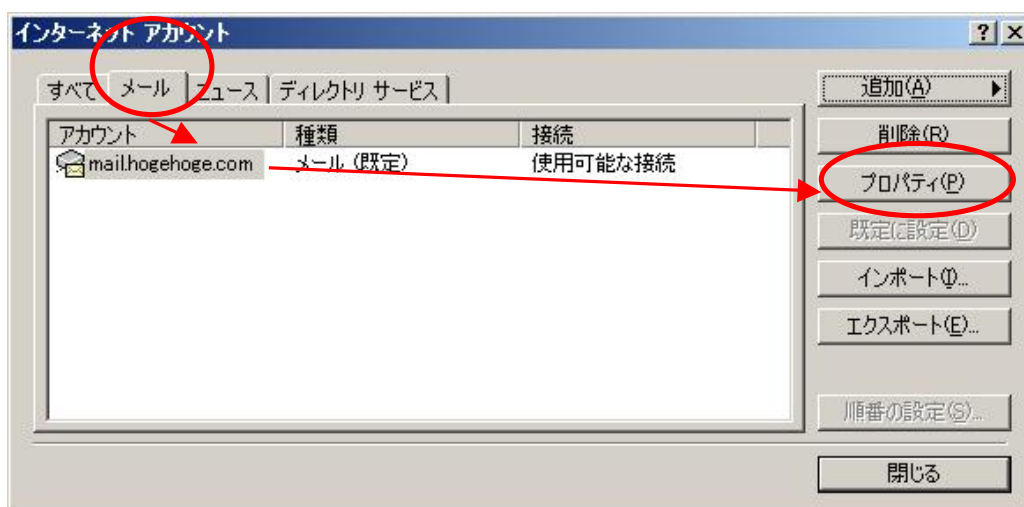 インターネット アカウント
すべて メール ニュース ディレクトリ サービス
アカウント 種類 接続
mail.hogehoge.com メール (既定) 使用可能な接続
追加(A)
削除(R)
プロパティ(P)
既定に設定(D)
インポート(I)...
エクスポート(E)...
順番の設定(S)...
閉じる